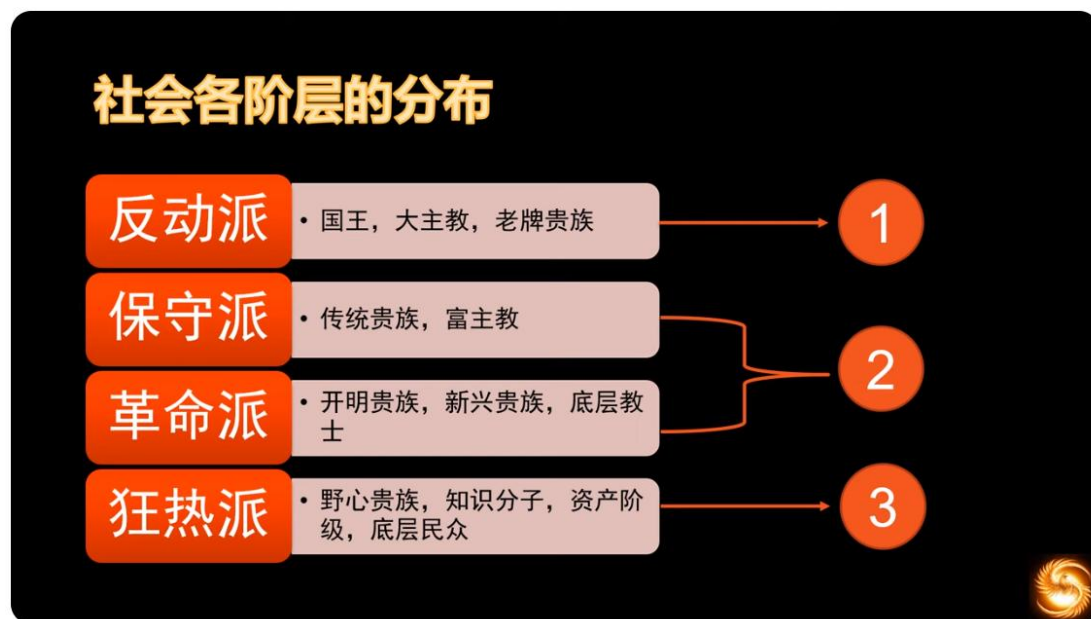 社会各阶层的分布
反动派
• 国王，大主教，老牌贵族
1
保守派
• 传统贵族，富主教
2
革命派
• 开明贵族，新兴贵族，底层教
士
狂热派
• 野心贵族，知识分子，资产阶
级，底层民众
3